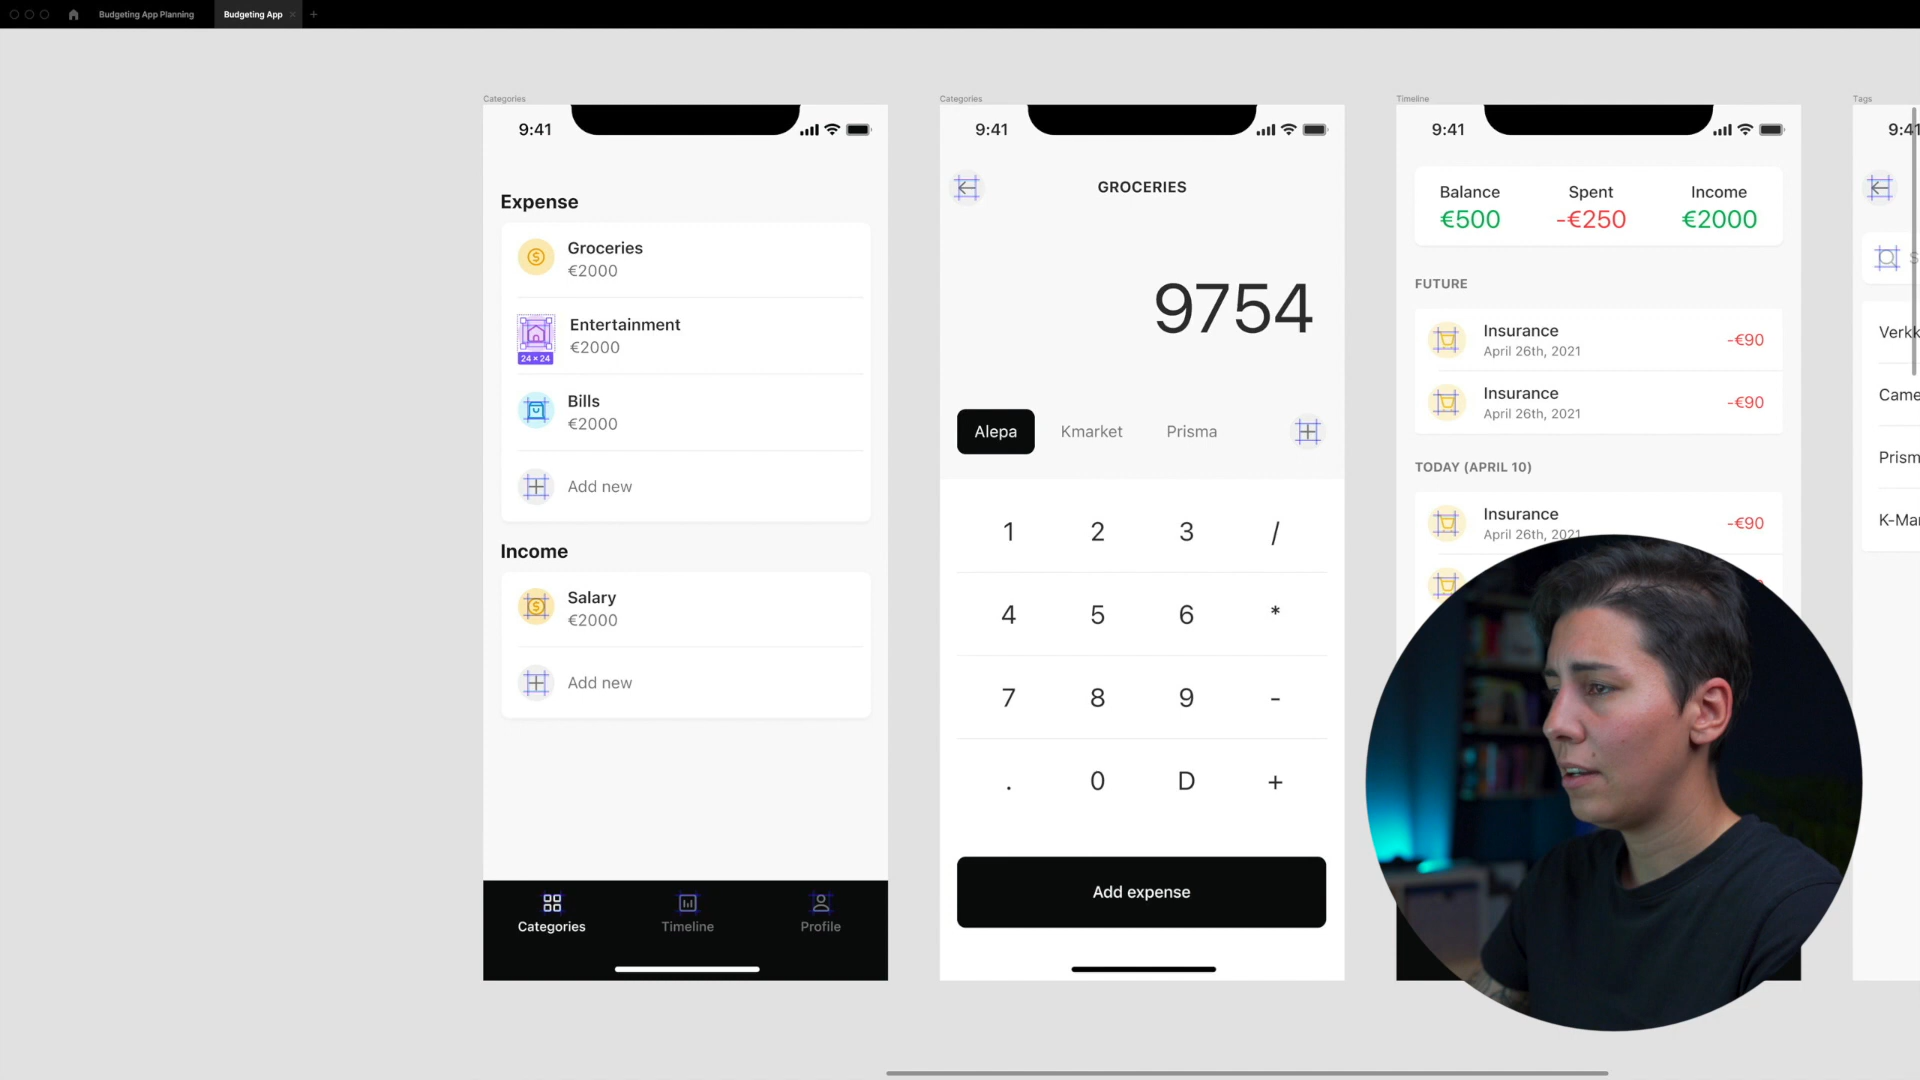 Budgeting App Planning
Budgeting App
Categories
9:41
Expense
Groceries
€2000
Entertainment
€2000
24 × 24
Bills
€2000
Add new
Income
Salary
€2000
Add new
Categories
Timeline
Profile
Categories
9:41
GROCERIES
9754
Alepa
Kmarket
Prisma
1 2 3 /
4 5 6 *
7 8 9 -
. 0 D +
Add expense
Timeline
9:41
Balance
Spent
Income
€500
-€250
€2000
FUTURE
Insurance
-€90
April 26th, 2021
Insurance
-€90
April 26th, 2021
TODAY (APRIL 10)
Insurance
-€90
April 26th, 2021
Tags
9:41
Verkk
Came
Prism
K-Mar